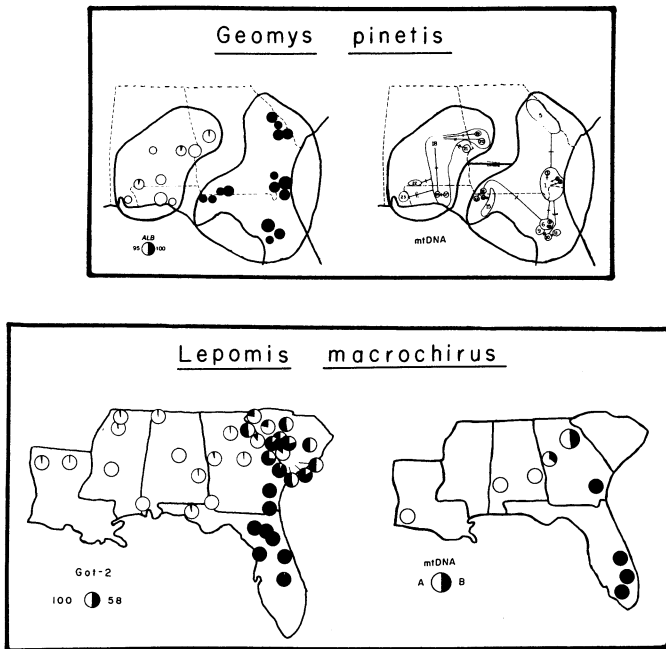 Geomys pinetis
ALB
95 100
mtDNA
Lepomis macrochirus
Got-2
100 58
mtDNA
A B